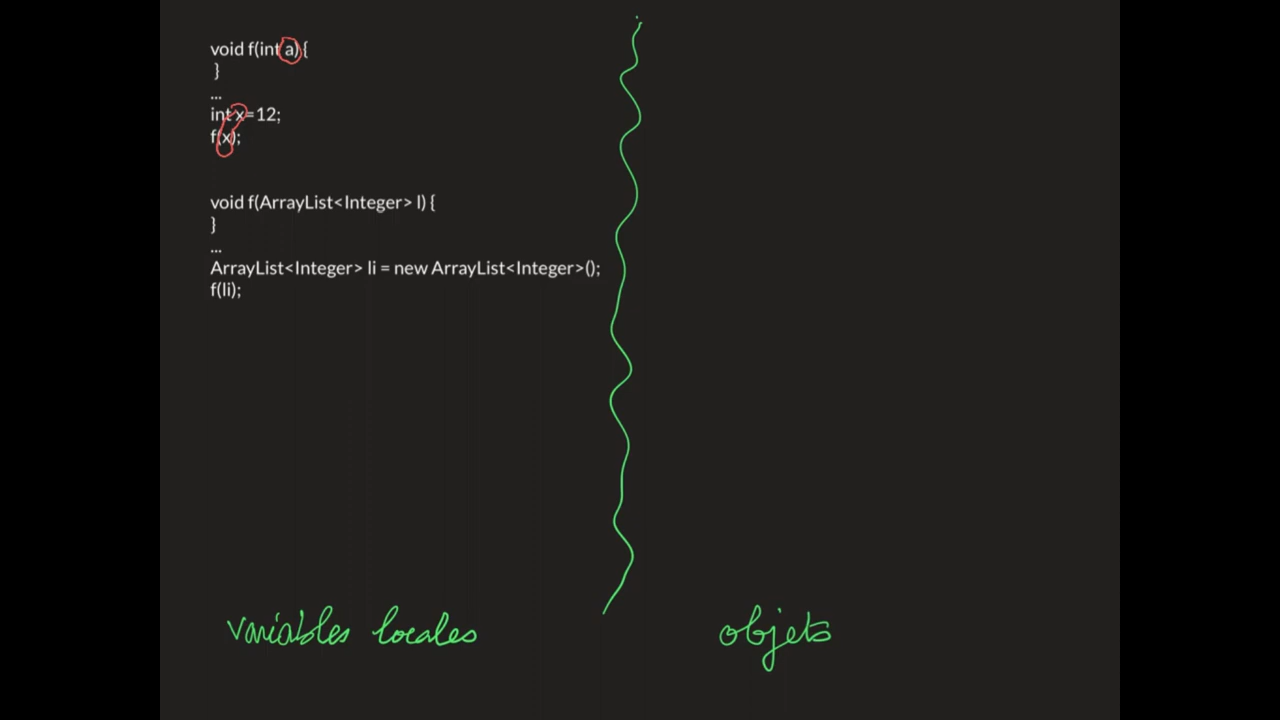 void f(int a) {
}
...
int x=12;
f(x);
void f(ArrayList<Integer> l) {
}
...
ArrayList<Integer> li = new ArrayList<Integer>();
f(li);
variables locales
objets